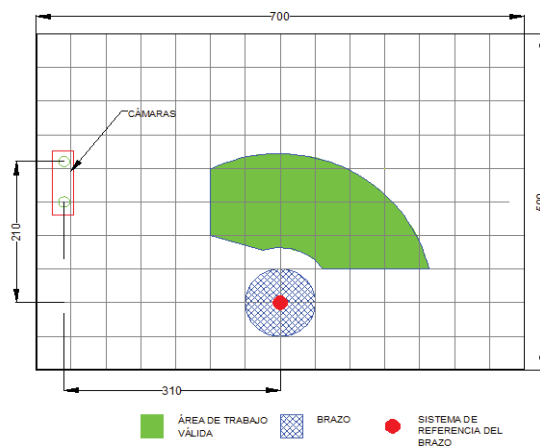 700
CÁMARAS
210
310
ÁREA DE TRABAJO
VÁLIDA
BRAZO
SISTEMA DE
REFERENCIA DEL
BRAZO